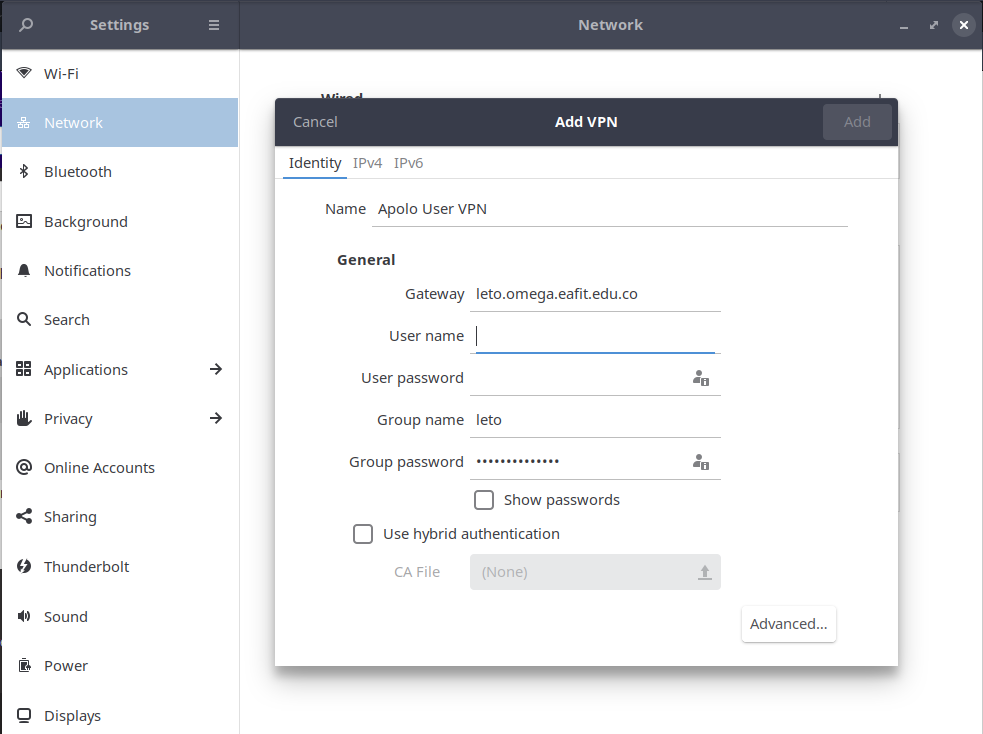 Settings
Network
Wi-Fi
Network
Bluetooth
Background
Notifications
Search
Applications
Privacy
Online Accounts
Sharing
Thunderbolt
Sound
Power
Displays
Wired
Cancel
Add VPN
Add
Identity IPv4 IPv6
Name Apolo User VPN
General
Gateway leto.omega.eafit.edu.co
User name
User password
Group name leto
Group password ••••••••••••••
Show passwords
Use hybrid authentication
CA File (None)
Advanced...